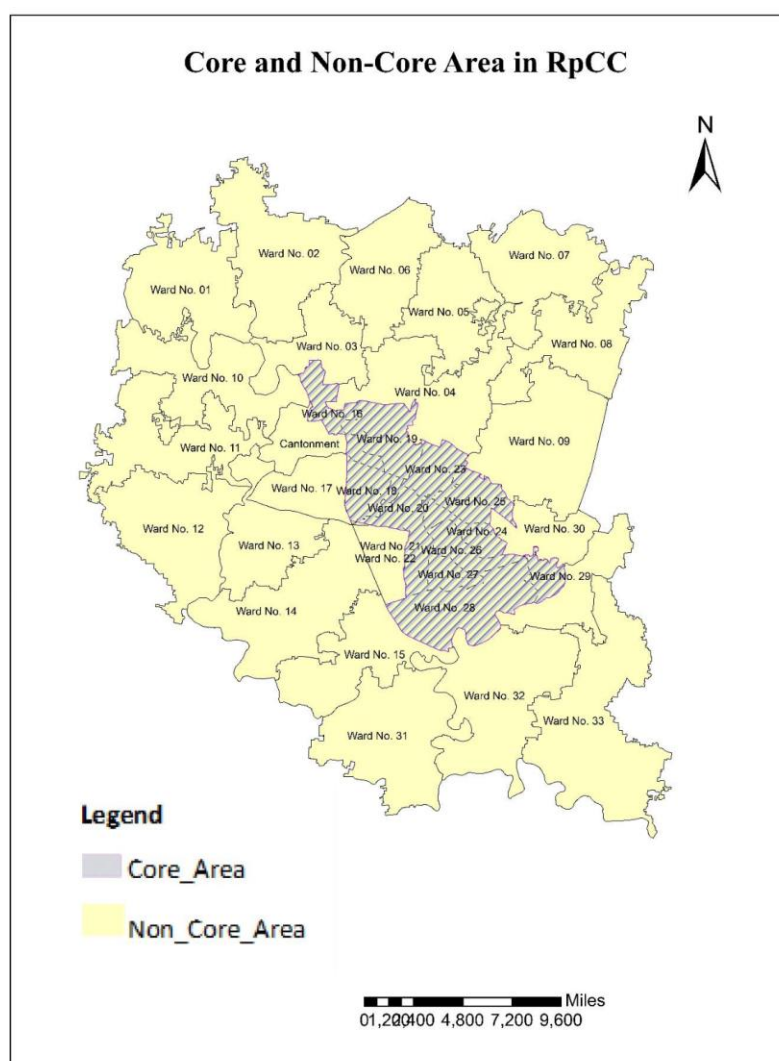 Core and Non-Core Area in RpCC
N
Ward No. 02
Ward No. 06
Ward No. 07
Ward No. 01
Ward No. 05
Ward No. 03
Ward No. 08
Ward No. 10
Ward No. 04
Ward No. 16
Ward No. 19
Cantonment
Ward No. 11
Ward No. 09
Ward No. 23
Ward No. 17
Ward No. 18
Ward No. 25
Ward No. 20
Ward No. 12
Ward No. 30
Ward No. 24
Ward No. 13
Ward No. 21
Ward No. 26
Ward No. 22
Ward No. 27
Ward No. 29
Ward No. 14
Ward No. 28
Ward No. 15
Ward No. 32
Ward No. 33
Ward No. 31
Legend
Core_Area
Non_Core_Area
Miles
0 1,200 2,400 4,800 7,200 9,600